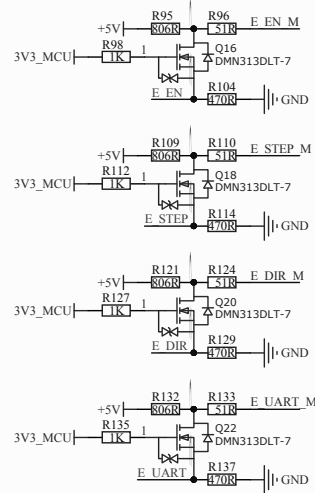 R95 R96 E_EN_M
+5V 806R 51R
R98 Q16
3V3_MCU 1K 1 DMN313DLT-7
R104
E_EN 470R GND
R109 R110 E_STEP_M
+5V 806R 51R
R112 Q18
3V3_MCU 1K 1 DMN313DLT-7
R114
E_STEP 470R GND
R121 R124 E_DIR_M
+5V 806R 51R
R127 Q20
3V3_MCU 1K 1 DMN313DLT-7
R129
E_DIR 470R GND
R132 R133 E_UART_M
+5V 806R 51R
R135 Q22
3V3_MCU 1K 1 DMN313DLT-7
R137
E_UART 470R GND